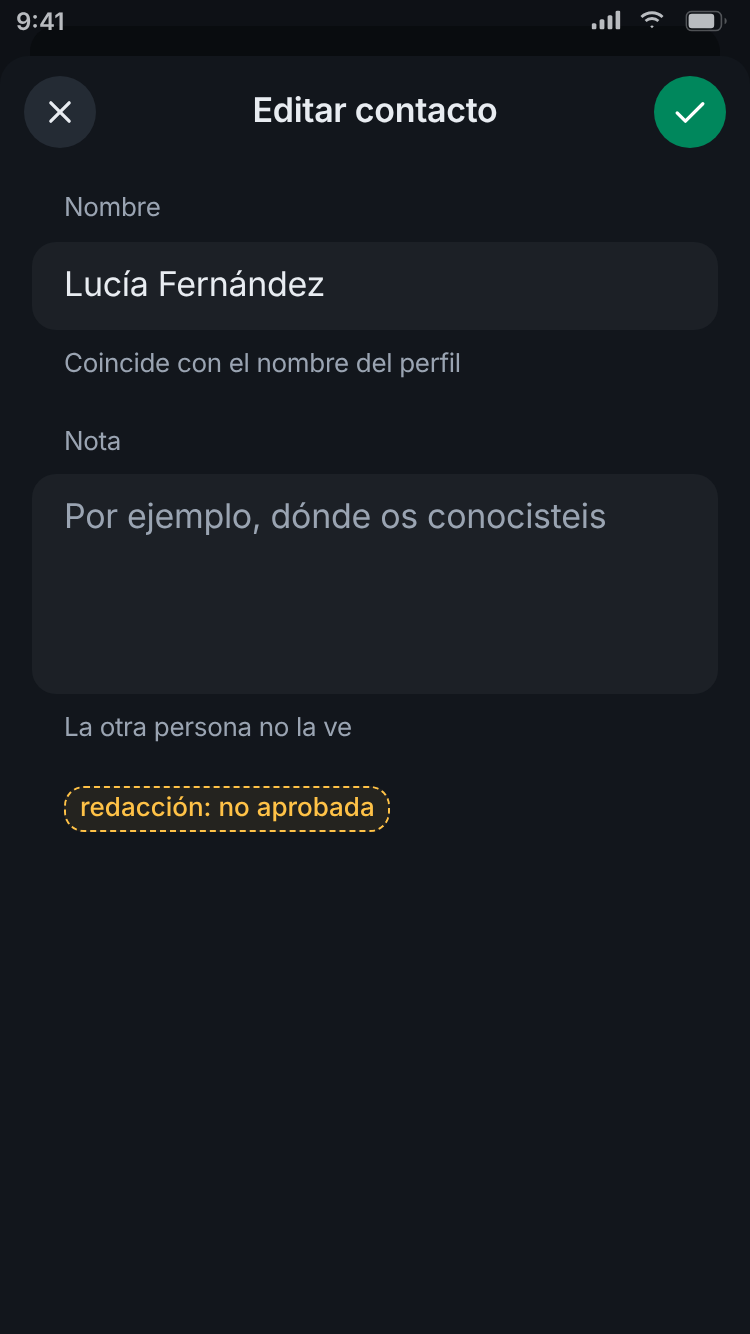 9:41
Editar contacto
Nombre
Lucía Fernández
Coincide con el nombre del perfil
Nota
Por ejemplo, dónde os conocisteis
La otra persona no la ve
redacción: no aprobada